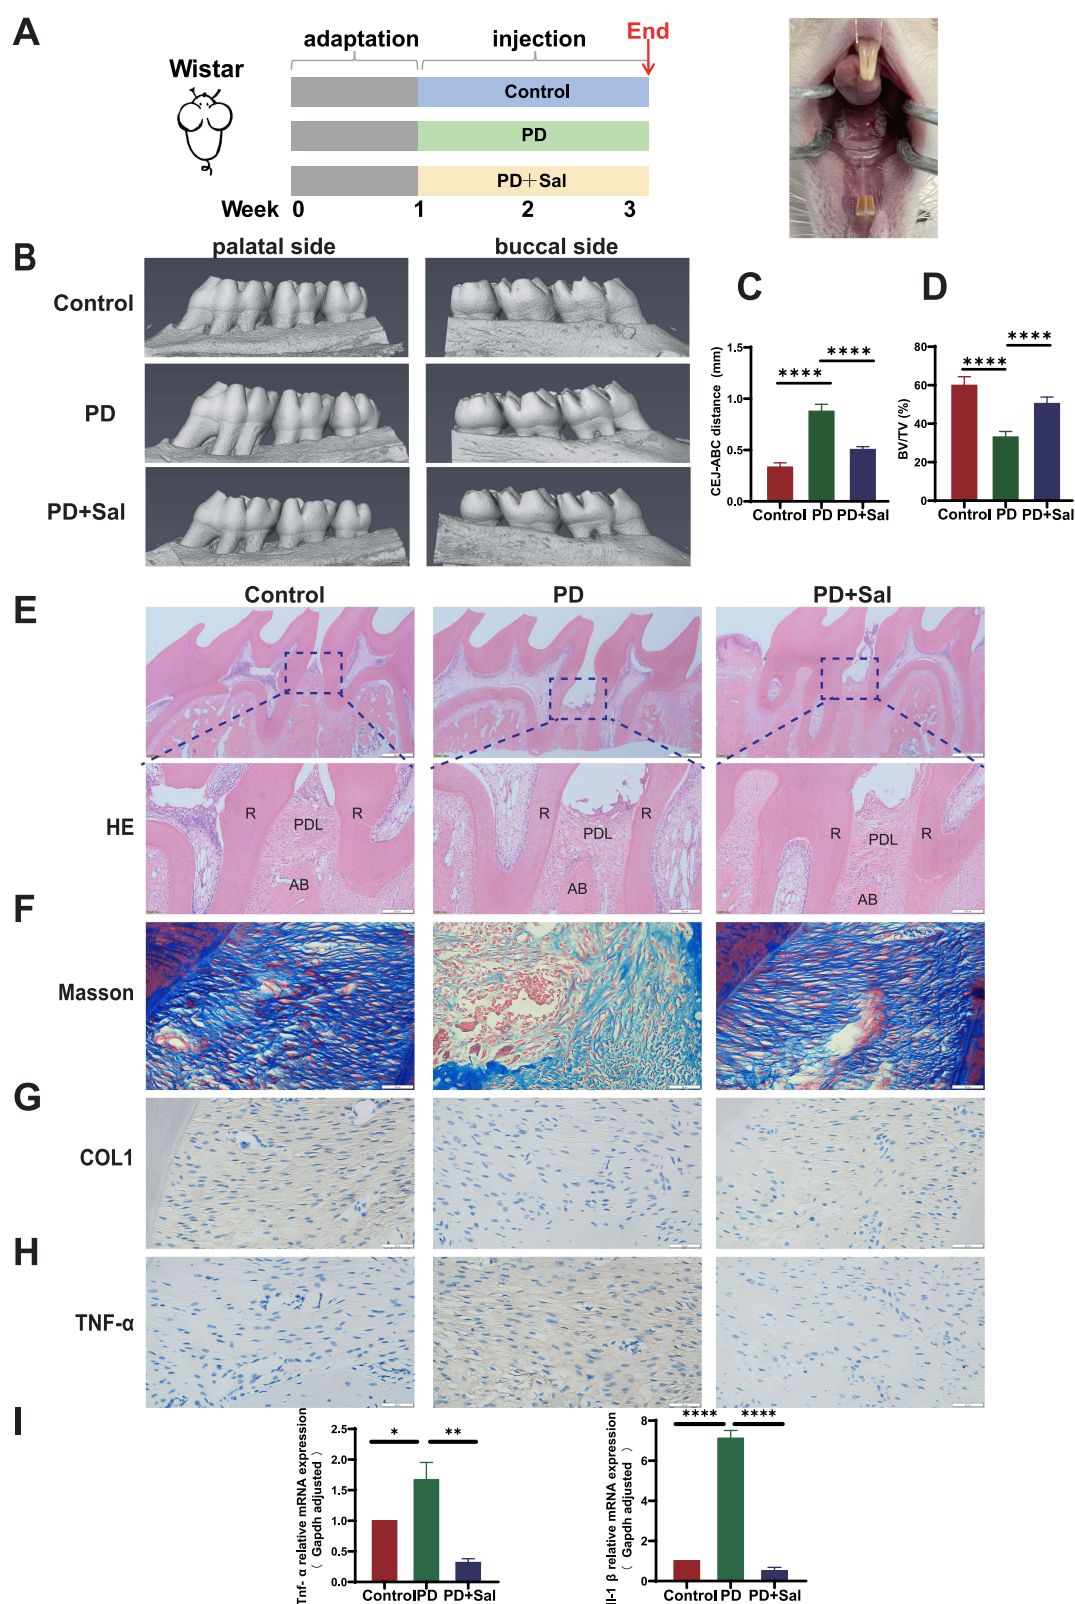 A
adaptation
injection
End
Wistar
Control
PD
PD+Sal
Week 0 1 2 3
B
palatal side
buccal side
Control
PD
PD+Sal
C
CEJ-ABC distance (mm)
1.5
1.0
0.5
0.0
**** ****
Control PD PD+Sal
D
BV/TV (%)
80
60
40
20
0
**** ****
Control PD PD+Sal
E
Control PD PD+Sal
HE
R PDL R AB
R PDL R AB
R PDL R AB
F
Masson
G
COL1
H
TNF-α
I
Tnf- α relative mRNA expression
( Gapdh adjusted )
2.5
2.0
1.5
1.0
0.5
0.0
* **
Control PD PD+Sal
Il-1 β relative mRNA expression
( Gapdh adjusted )
8
6
4
2
0
**** ****
Control PD PD+Sal